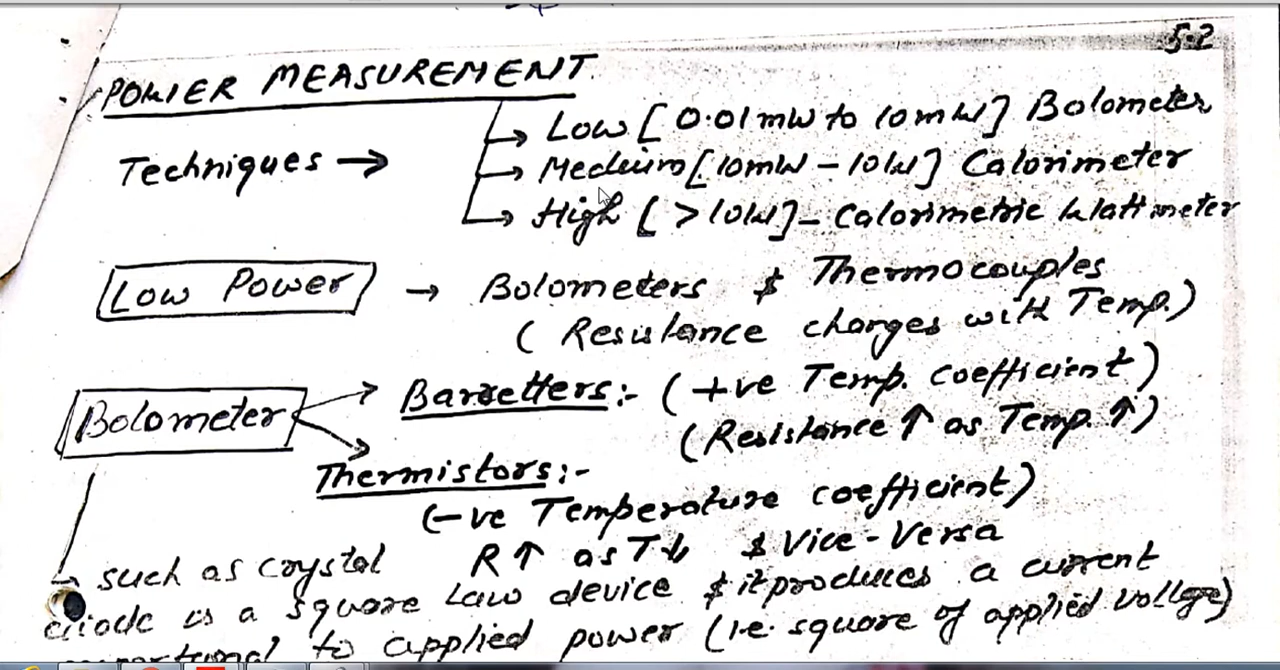 5.2
POWER MEASUREMENT
Techniques →
→ Low [0.01mW to 10mW] Bolometer
→ Medium [10mW - 10W] Calorimeter
→ High [>10W] - Calorimetric Wattmeter
Low Power → Bolometers & Thermocouples
(Resistance changes with Temp.)
Bolometer
Barretters:- (+ve Temp. coefficient)
(Resistance ↑ as Temp. ↑)
Thermistors:-
(-ve Temperature coefficient)
R↑ as T↓ & Vice-Versa
→ such as crystal
diode is a square law device & it produces a current
to applied power (i.e. square of applied voltage)